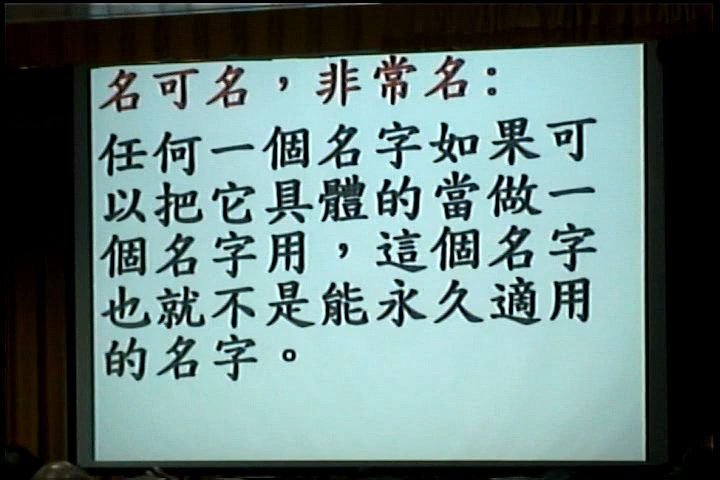 名可名，非常名：
任何一個名字如果可
以把它具體的當做一
個名字用，這個名字
也就不是能永久適用
的名字。